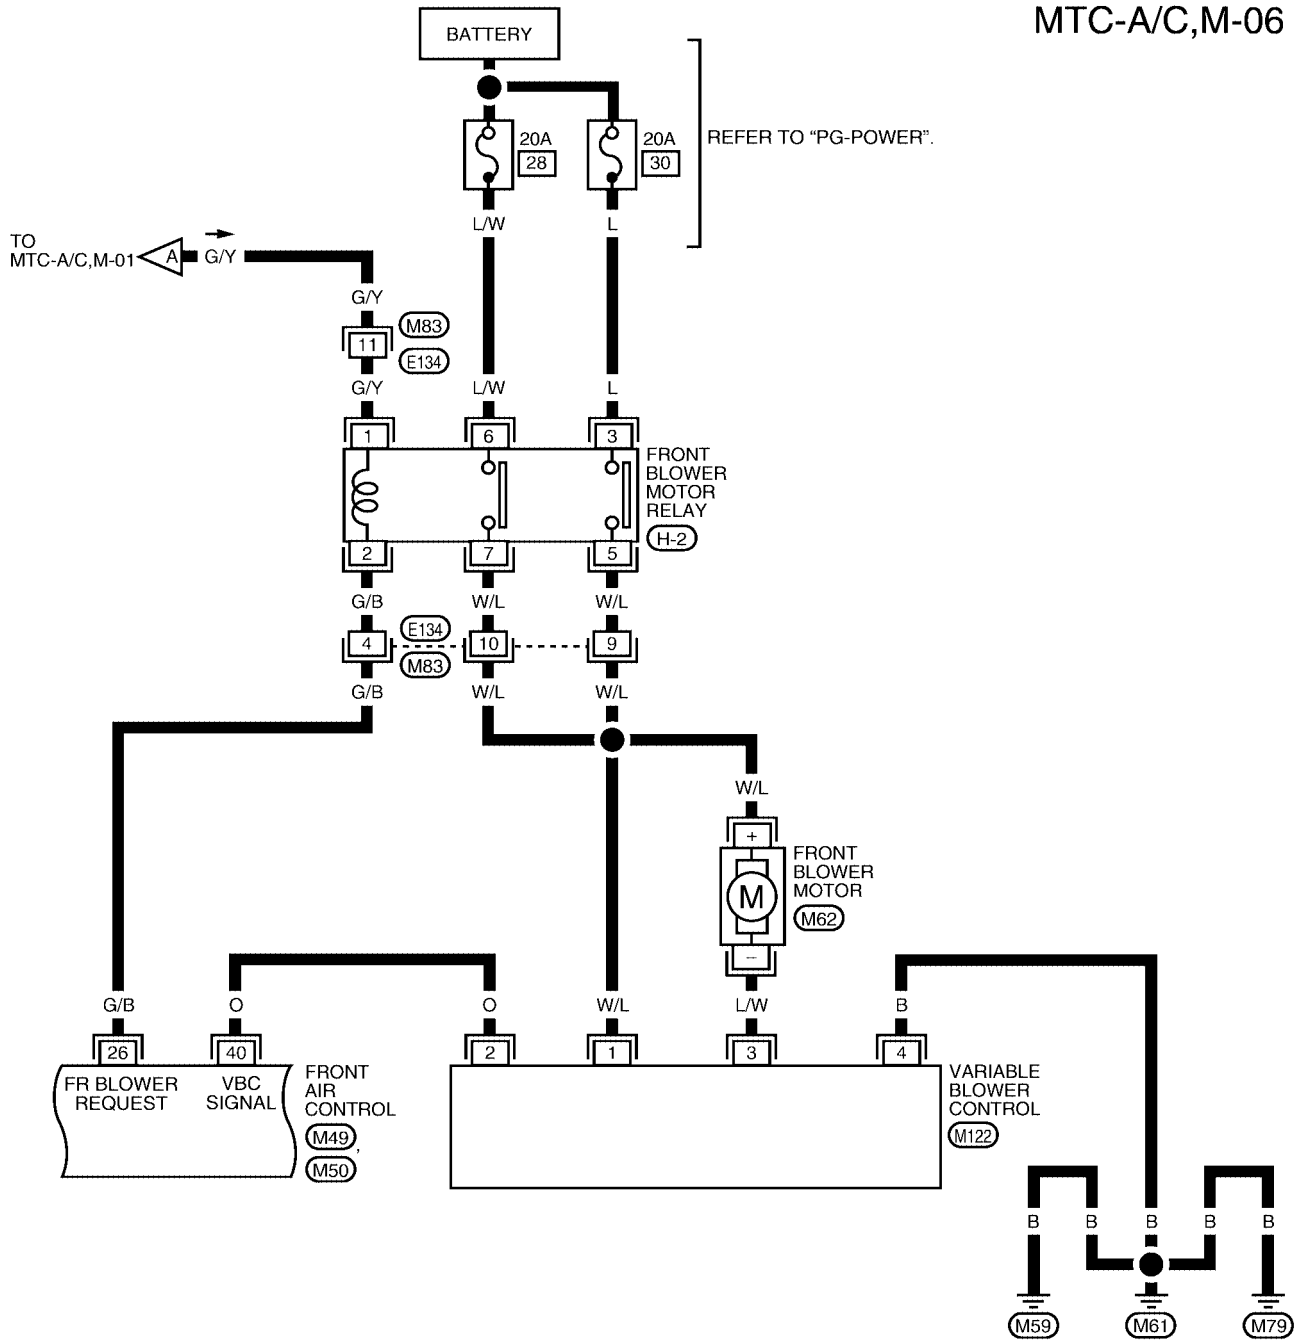 MTC-A/C,M-06
BATTERY
20A
28
20A
30
REFER TO “PG-POWER”.
L/W
L
TO
MTC-A/C,M-01
A
G/Y
G/Y
M83
11
E134
G/Y
L/W
L
1
6
3
FRONT
BLOWER
MOTOR
RELAY
H-2
2
7
5
G/B
W/L
W/L
E134
4
10
9
M83
G/B
W/L
W/L
W/L
+
FRONT
BLOWER
MOTOR
M
M62
–
G/B
O
O
W/L
L/W
B
26
40
2
1
3
4
FR BLOWER
REQUEST
VBC
SIGNAL
FRONT
AIR
CONTROL
M49
,
M50
VARIABLE
BLOWER
CONTROL
M122
B
B
B
B
B
M59
M61
M79